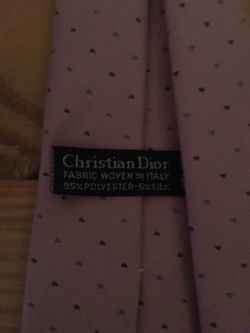 Christian Dior
FABRIC WOVEN IN ITALY
95%POLYESTER-5%SILK